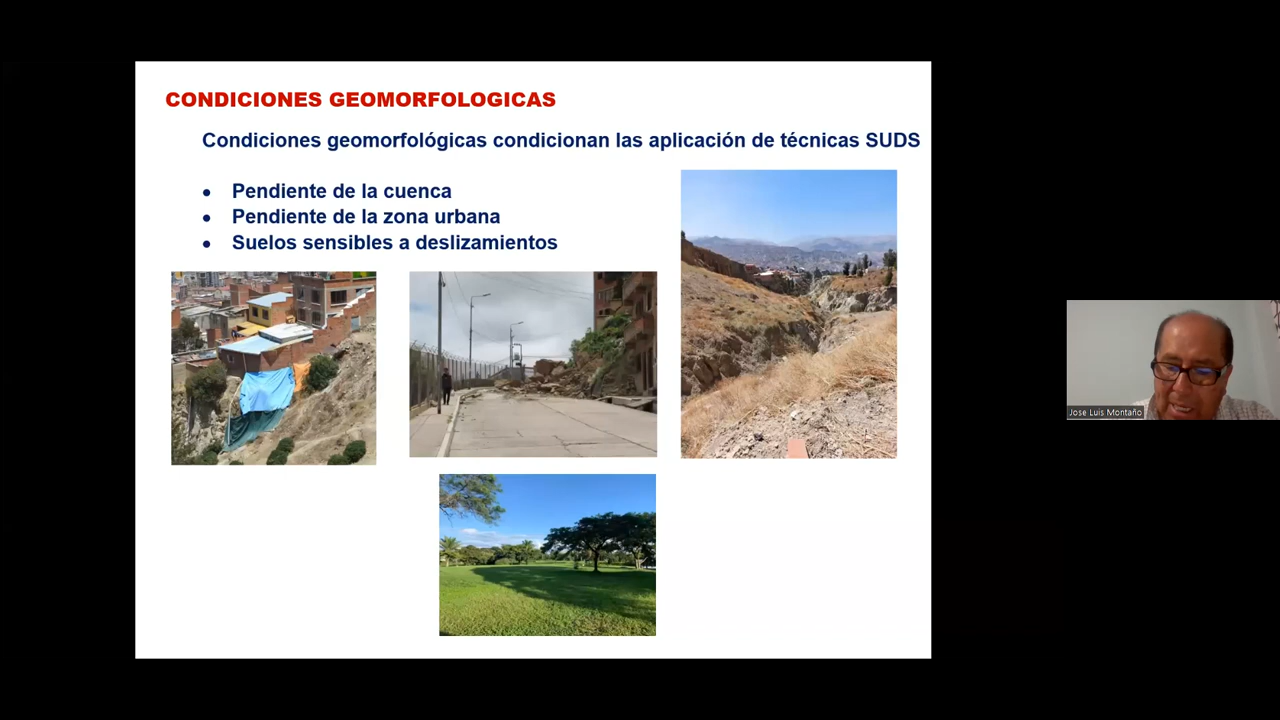 CONDICIONES GEOMORFOLOGICAS
Condiciones geomorfológicas condicionan las aplicación de técnicas SUDS
• Pendiente de la cuenca
• Pendiente de la zona urbana
• Suelos sensibles a deslizamientos
Jose Luis Montaño